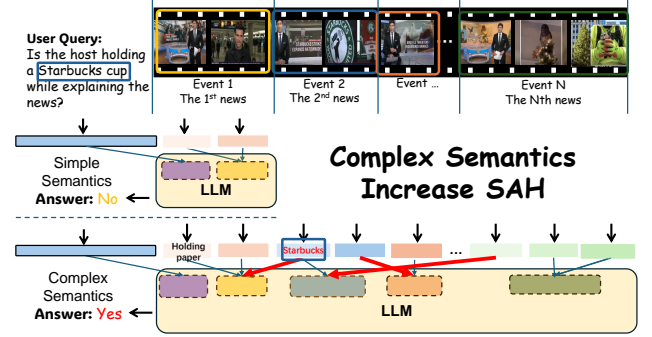 User Query:
Is the host holding
a Starbucks cup
while explaining the
news?
Event 1
The 1st news
Event 2
The 2nd news
Event ...
...
Event N
The Nth news
Simple
Semantics
Answer: No
LLM
Complex Semantics
Increase SAH
Holding
paper
Starbucks
...
Complex
Semantics
Answer: Yes
LLM